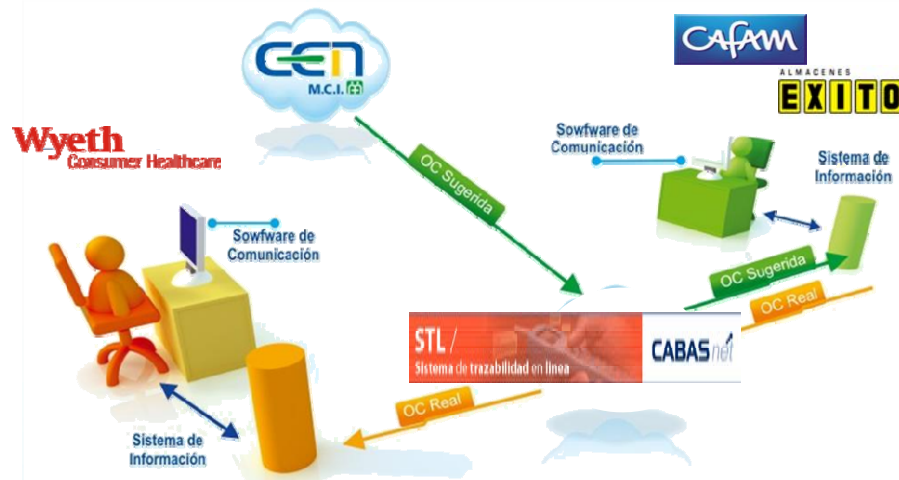 CEN
M.C.I.
CAFAM
ALMACENES
EXITO
Wyeth
Consumer Healthcare
Sowfware de
Comunicación
Sistema de
Información
OC Sugerida
Sowfware de
Comunicación
OC Sugerida
OC Real
STL /
Sistema de trazabilidad en línea
CABASnet
OC Real
Sistema de
Información